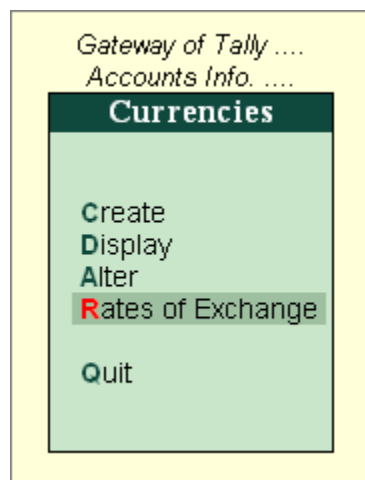 Gateway of Tally ....
Accounts Info. ....
Currencies
Create
Display
Alter
Rates of Exchange
Quit